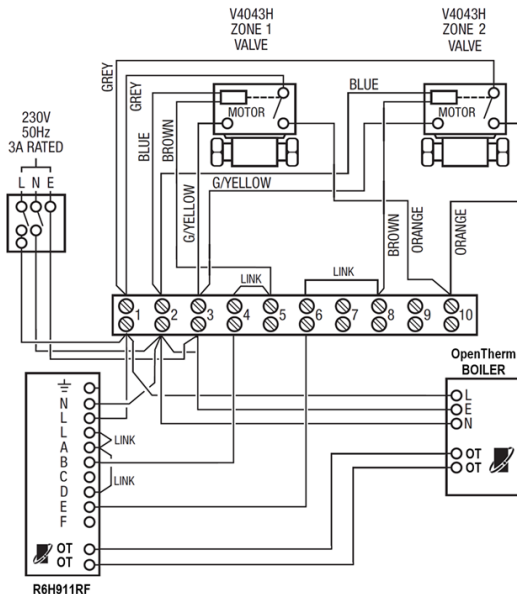 V4043H
ZONE 1
VALVE
V4043H
ZONE 2
VALVE
GREY
GREY
BLUE
BROWN
MOTOR
BLUE
MOTOR
230V
50Hz
3A RATED
L N E
G/YELLOW
G/YELLOW
BROWN
ORANGE
ORANGE
LINK
LINK
1 2 3 4 5 6 7 8 9 10
OpenTherm
BOILER
L
E
N
OT
OT
N
L
L
A
B
C
D
E
F
LINK
LINK
OT
OT
R6H911RF